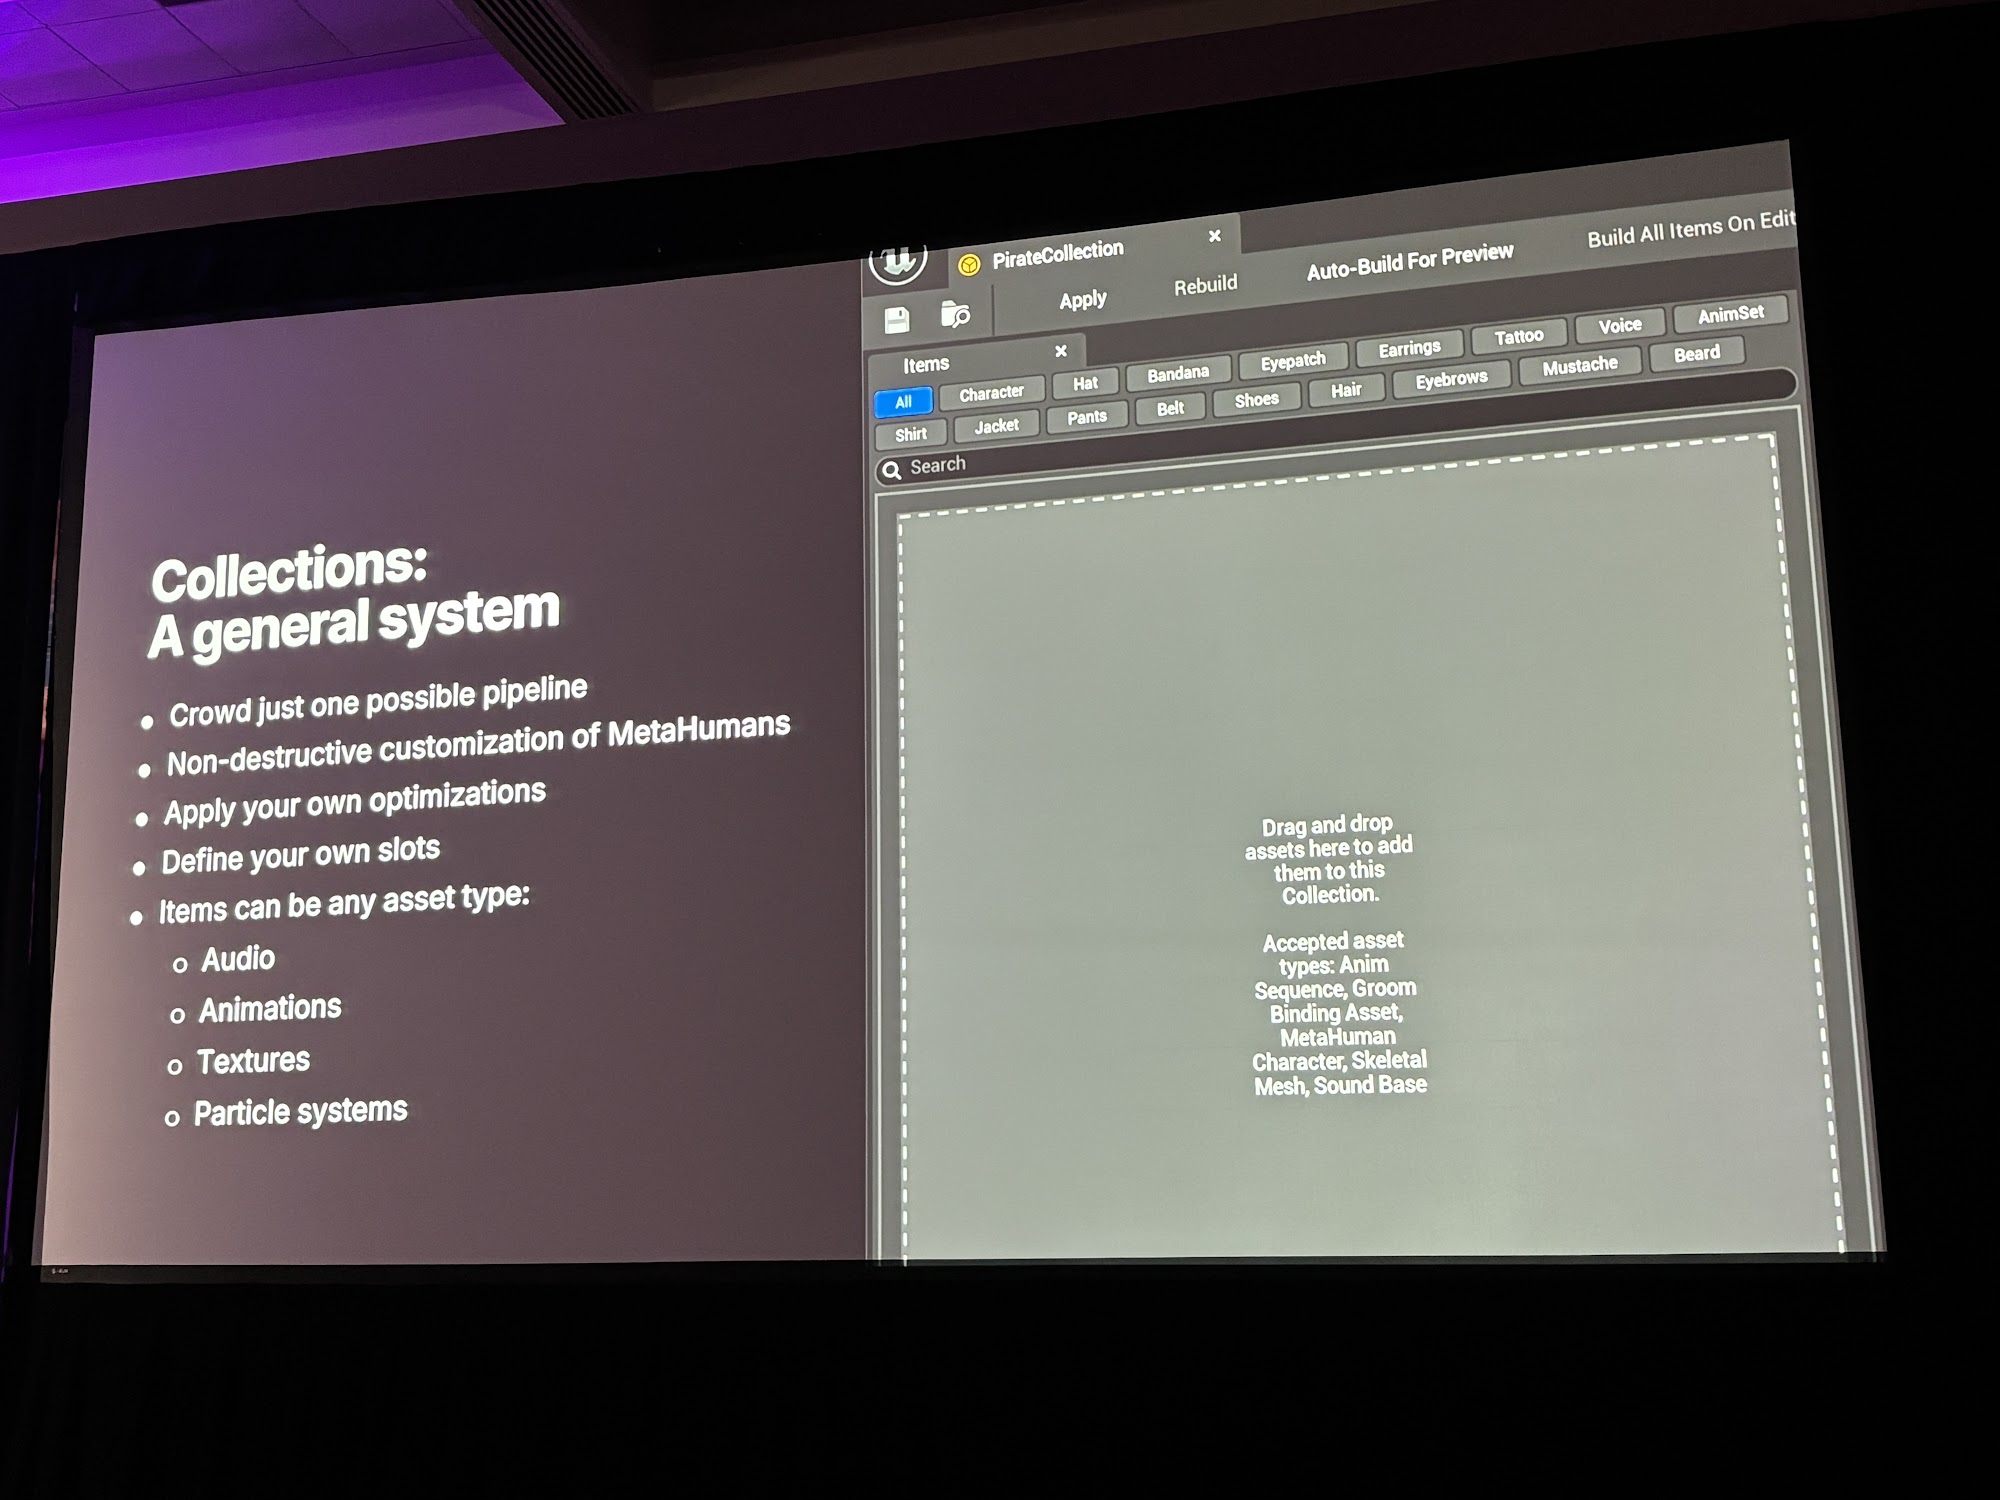 Collections:
A general system
• Crowd just one possible pipeline
• Non-destructive customization of MetaHumans
• Apply your own optimizations
• Define your own slots
• Items can be any asset type:
○ Audio
○ Animations
○ Textures
○ Particle systems
PirateCollection
Apply Rebuild Auto-Build For Preview Build All Items On Edit
Items
All Character Hat Bandana Eyepatch Earrings Tattoo Voice AnimSet
Shirt Jacket Pants Belt Shoes Hair Eyebrows Mustache Beard
Search
Drag and drop
assets here to add
them to this
Collection.
Accepted asset
types: Anim
Sequence, Groom
Binding Asset,
MetaHuman
Character, Skeletal
Mesh, Sound Base